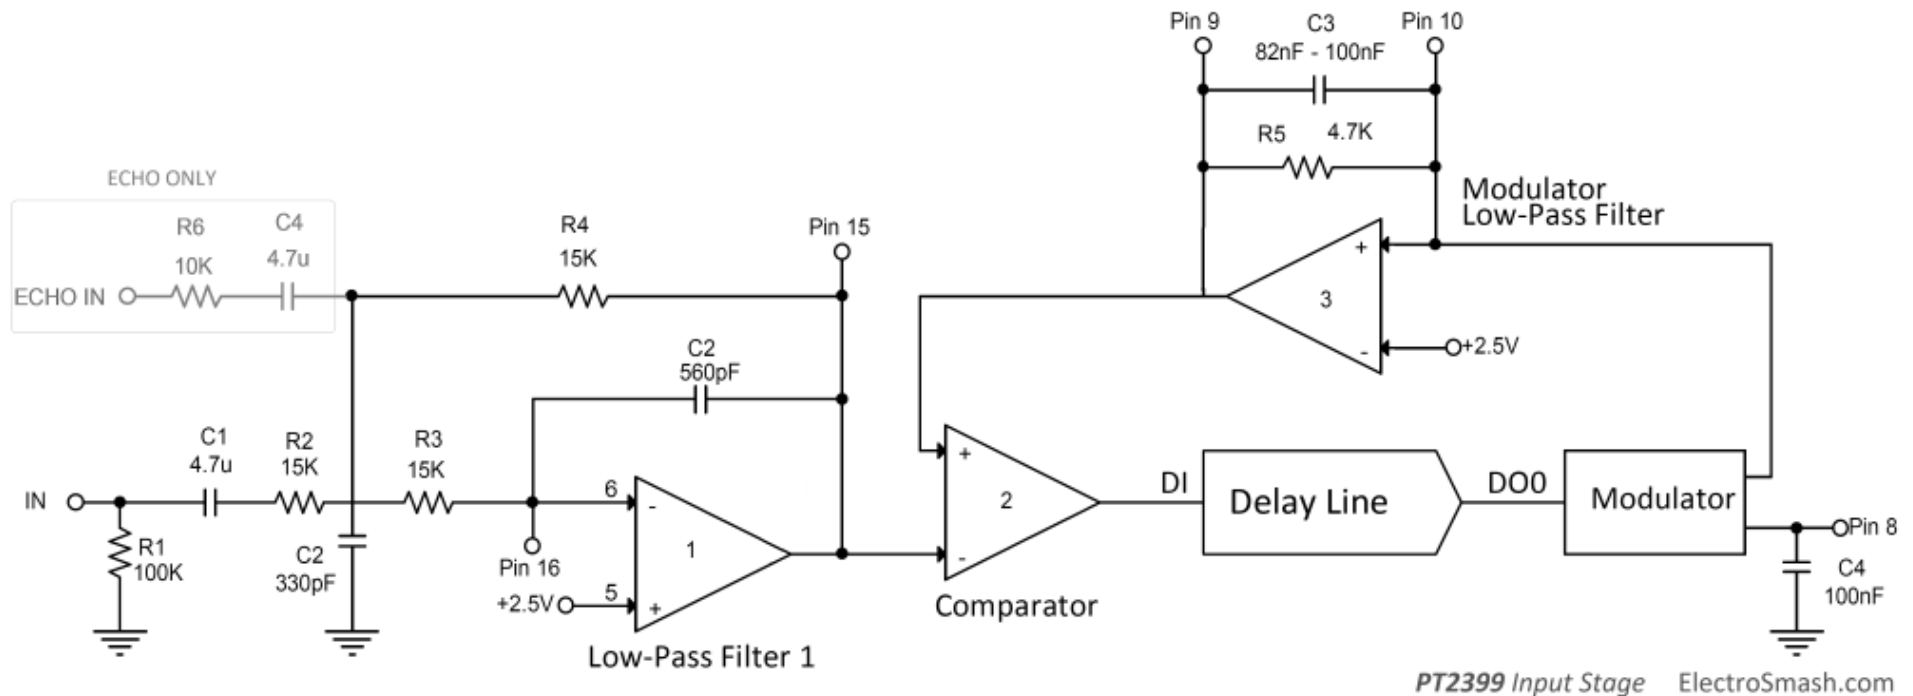 Pin 9
C3
Pin 10
82nF - 100nF
R5
4.7K
Modulator
Low-Pass Filter
ECHO ONLY
R6
C4
10K
4.7u
ECHO IN
R4
15K
Pin 15
+
3
-
+2.5V
C2
560pF
C1
4.7u
R2
15K
R3
15K
IN
R1
100K
C2
330pF
Pin 16
6
-
1
+2.5V
5
+
Low-Pass Filter 1
+
2
-
Comparator
DI
Delay Line
DO0
Modulator
Pin 8
C4
100nF
PT2399 Input Stage ElectroSmash.com